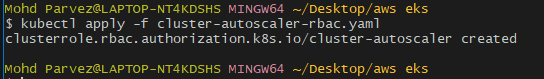 Mohd Parvez@LAPTOP-NT4KDSHS MINGW64 ~/Desktop/aws eks
$ kubectl apply -f cluster-autoscaler-rbac.yaml
clusterrole.rbac.authorization.k8s.io/cluster-autoscaler created

Mohd Parvez@LAPTOP-NT4KDSHS MINGW64 ~/Desktop/aws eks